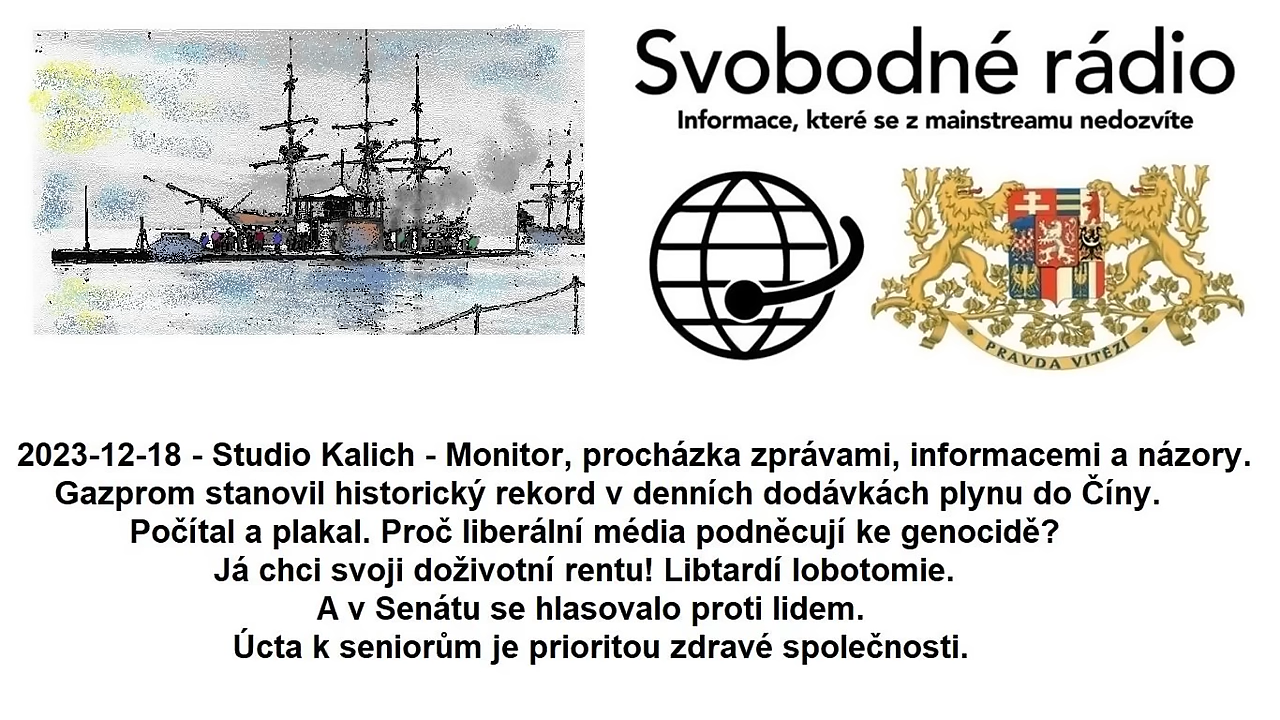 Svobodné rádio
Informace, které se z mainstreamu nedozvíte
PRAVDA VÍTĚZÍ
2023-12-18 - Studio Kalich - Monitor, procházka zprávami, informacemi a názory.
Gazprom stanovil historický rekord v denních dodávkách plynu do Číny.
Počítal a plakal. Proč liberální média podněcují ke genocidě?
Já chci svoji doživotní rentu! Libtardí lobotomie.
A v Senátu se hlasovalo proti lidem.
Úcta k seniorům je prioritou zdravé společnosti.